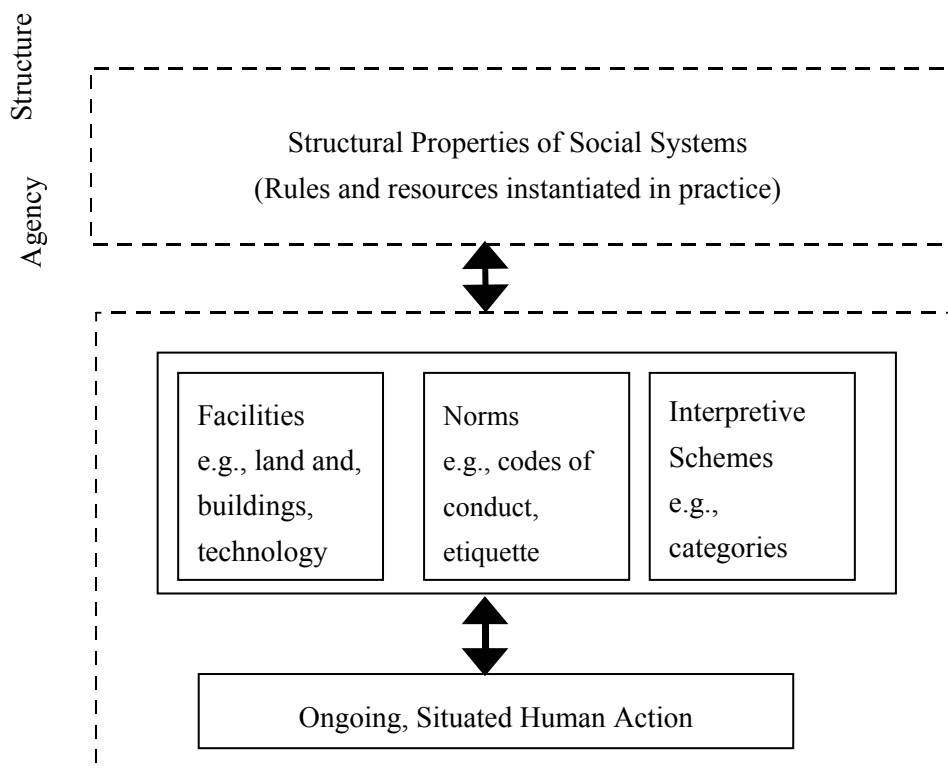 Structure
Structural Properties of Social Systems
(Rules and resources instantiated in practice)
Agency
Facilities
e.g., land and,
buildings,
technology
Norms
e.g., codes of
conduct,
etiquette
Interpretive
Schemes
e.g.,
categories
Ongoing, Situated Human Action